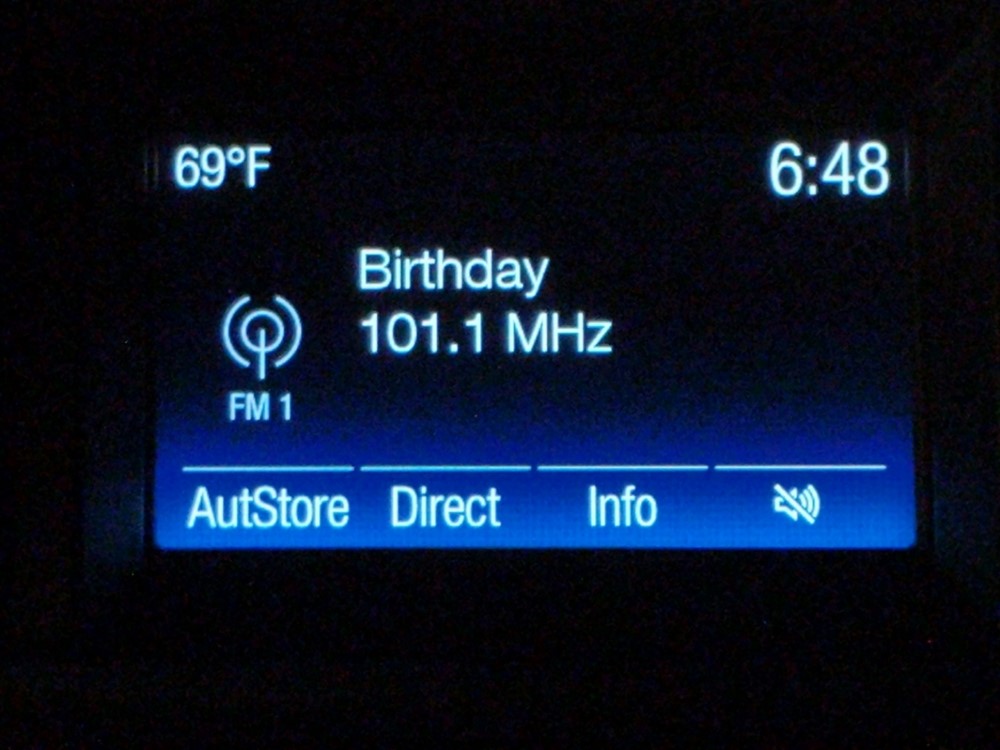 69°F 6:48
Birthday
101.1 MHz
FM 1
AutStore Direct Info